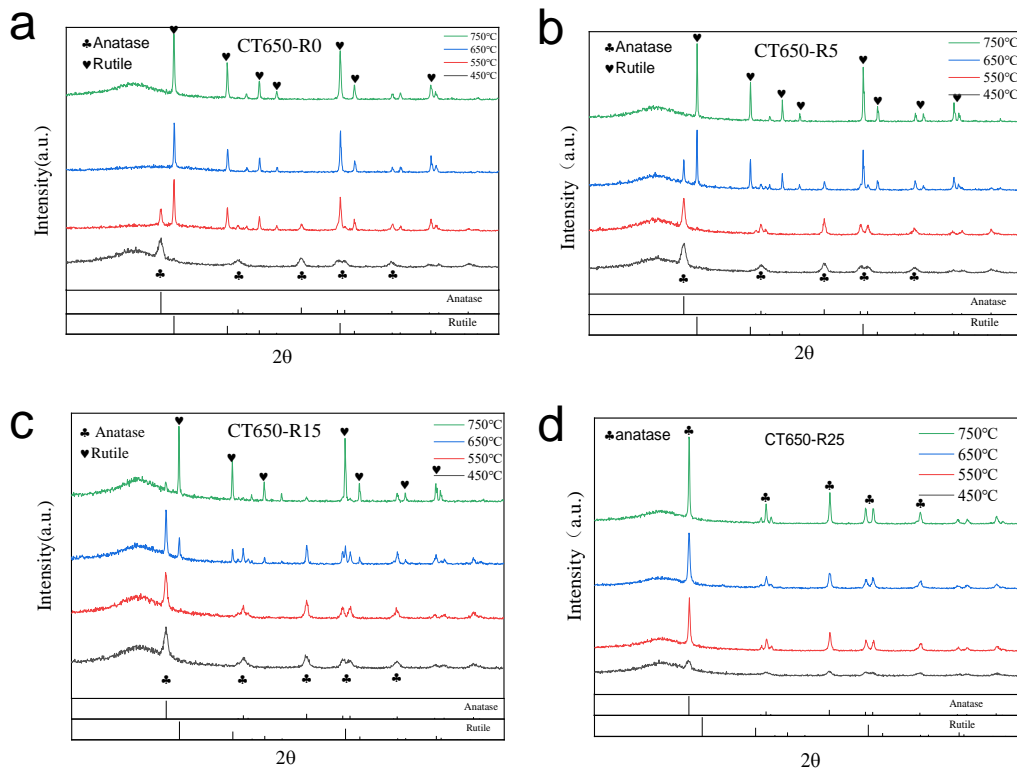 a
CT650-R0
♣Anatase
♥Rutile
750℃
650℃
550℃
450℃
Intensity(a.u.)
Anatase
Rutile
2θ
b
CT650-R5
♣Anatase
♥Rutile
750℃
650℃
550℃
450℃
Intensity（a.u.)
Anatase
Rutile
2θ
c
CT650-R15
♣ Anatase
♥Rutile
750℃
650℃
550℃
450℃
Intensity(a.u.)
Anatase
Rutile
2θ
d
CT650-R25
♣anatase
750℃
650℃
550℃
450℃
Intensity（a.u.)
Anatase
Rutile
2θ